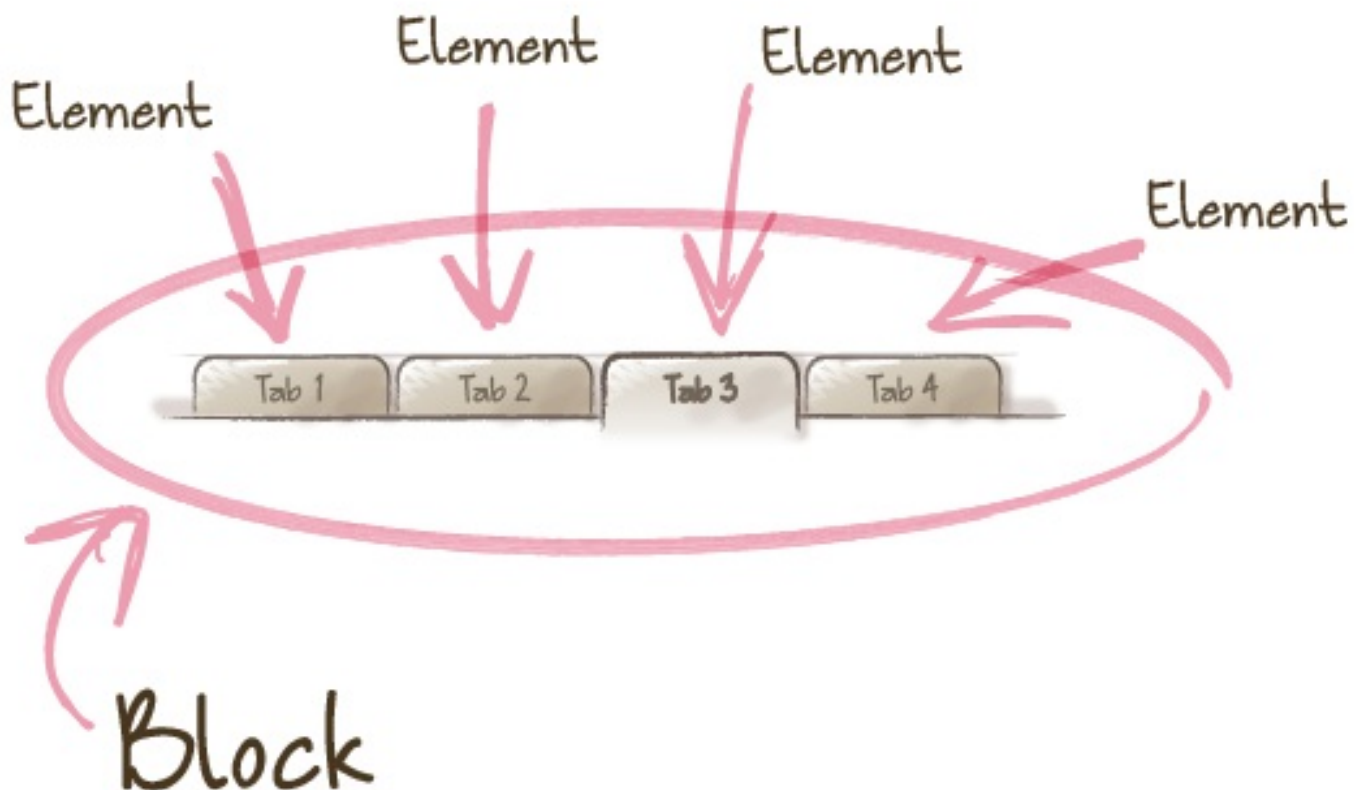 Element
Element
Element
Element
Tab 1
Tab 2
Tab 3
Tab 4
Block